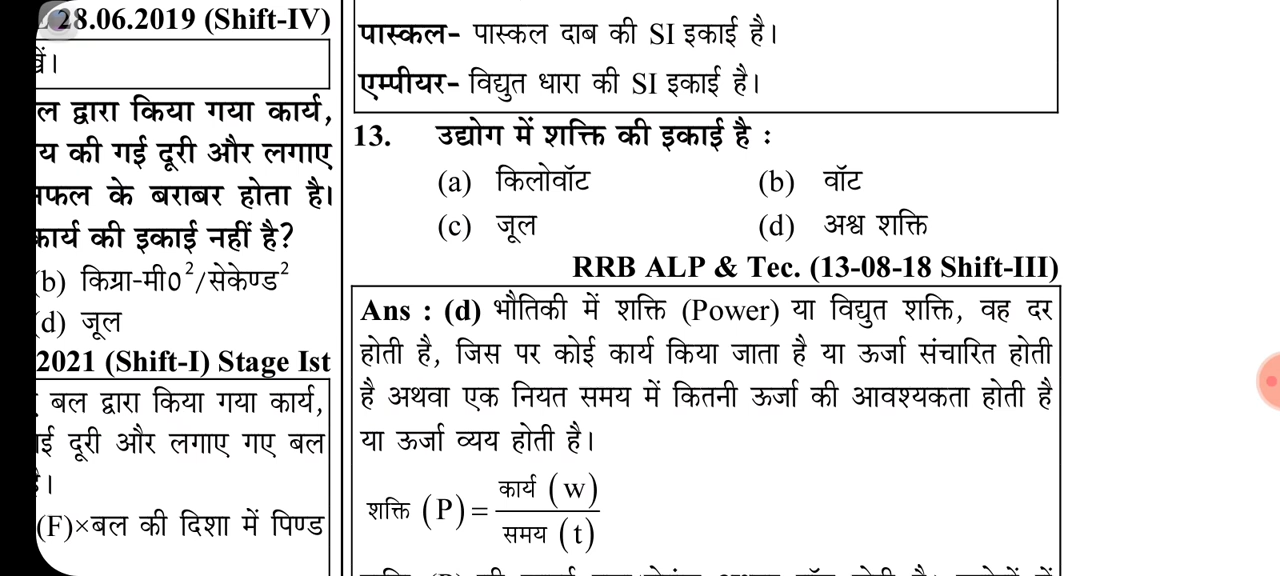 28.06.2019 (Shift-IV)
द्वारा किया गया कार्य,
की गई दूरी और लगाए
के बराबर होता है।
की इकाई नहीं है?
(b) किग्रा-मी0²/सेकेण्ड²
(d) जूल
2021 (Shift-I) Stage Ist
बल द्वारा किया गया कार्य,
दूरी और लगाए गए बल
(F)×बल की दिशा में पिण्ड
पास्कल- पास्कल दाब की SI इकाई है।
एम्पीयर- विद्युत धारा की SI इकाई है।
13. उद्योग में शक्ति की इकाई है :
(a) किलोवॉट (b) वॉट
(c) जूल (d) अश्व शक्ति
RRB ALP & Tec. (13-08-18 Shift-III)
Ans : (d) भौतिकी में शक्ति (Power) या विद्युत शक्ति, वह दर
होती है, जिस पर कोई कार्य किया जाता है या ऊर्जा संचारित होती
है अथवा एक नियत समय में कितनी ऊर्जा की आवश्यकता होती है
या ऊर्जा व्यय होती है।
शक्ति (P) = कार्य (w)
समय (t)